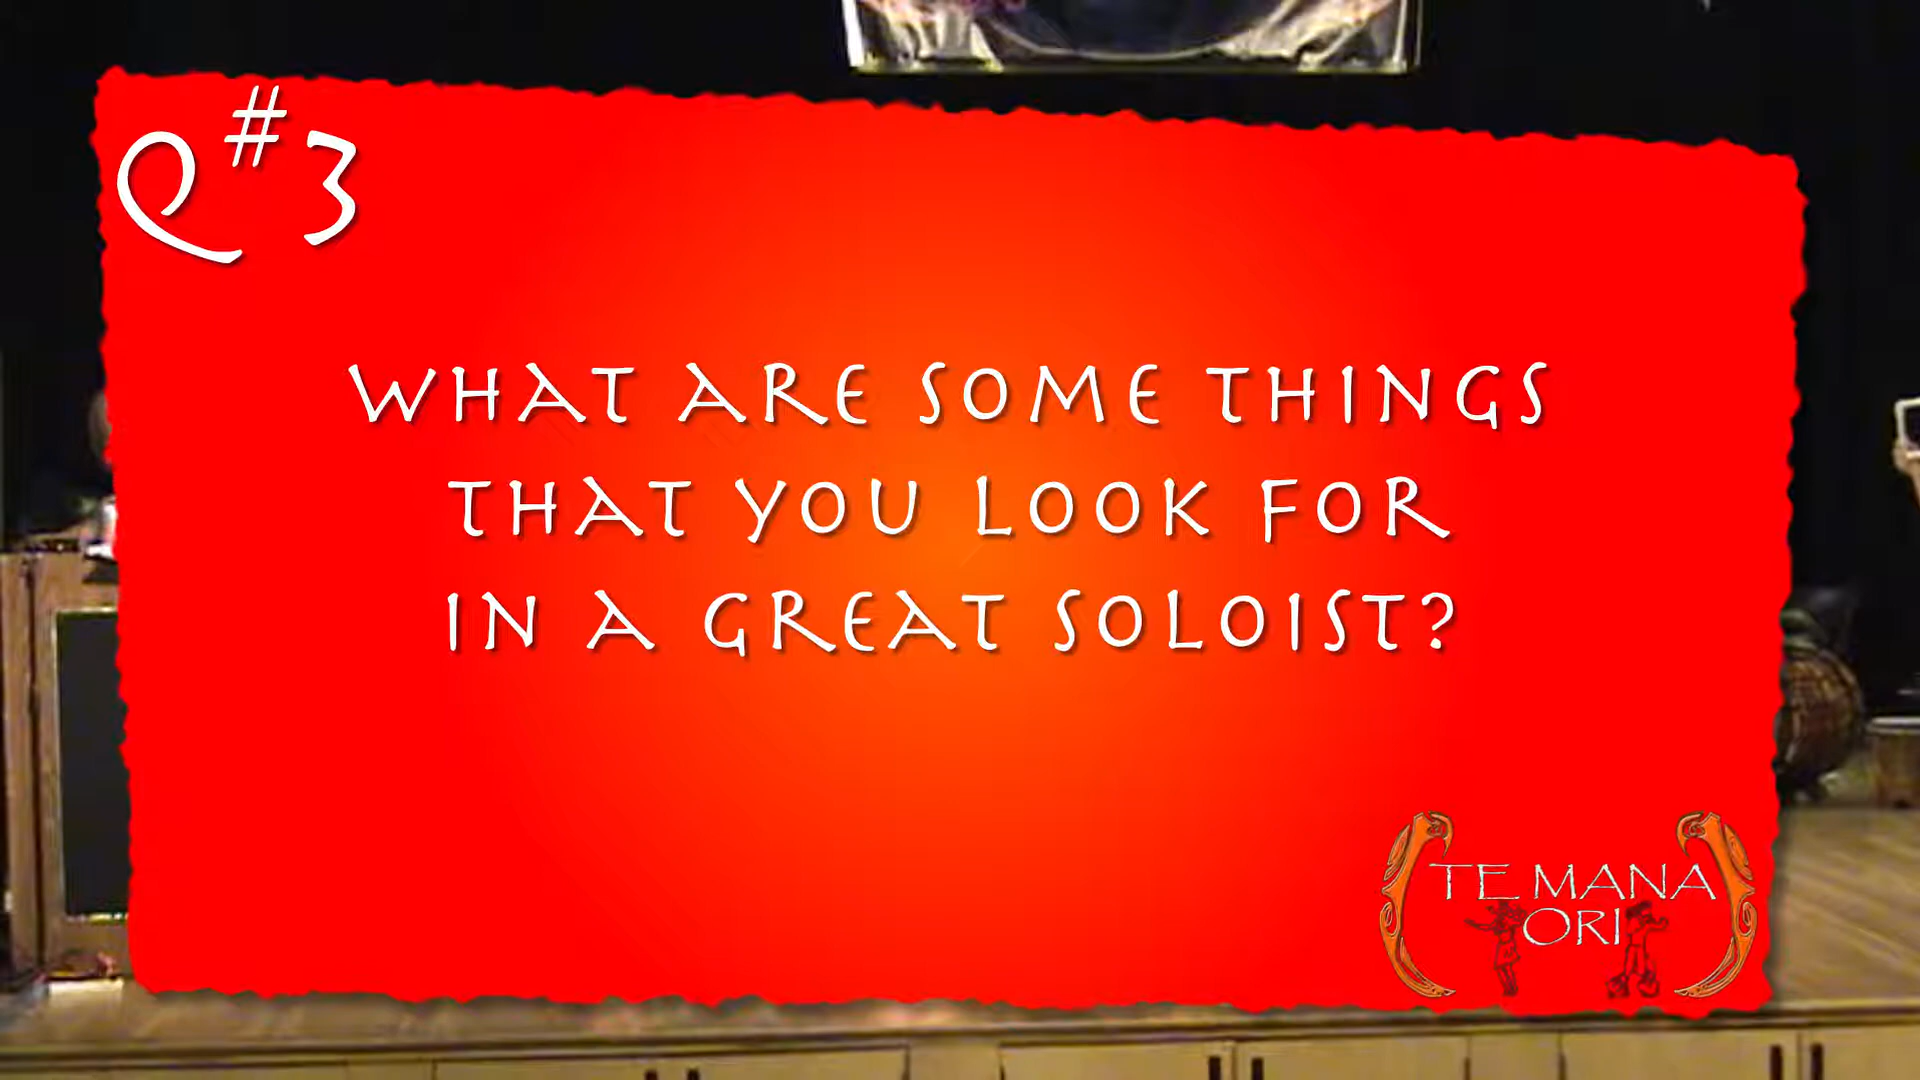 Q#3
WHAT ARE SOME THINGS
THAT YOU LOOK FOR
IN A GREAT SOLOIST?
TE MANA
ORI